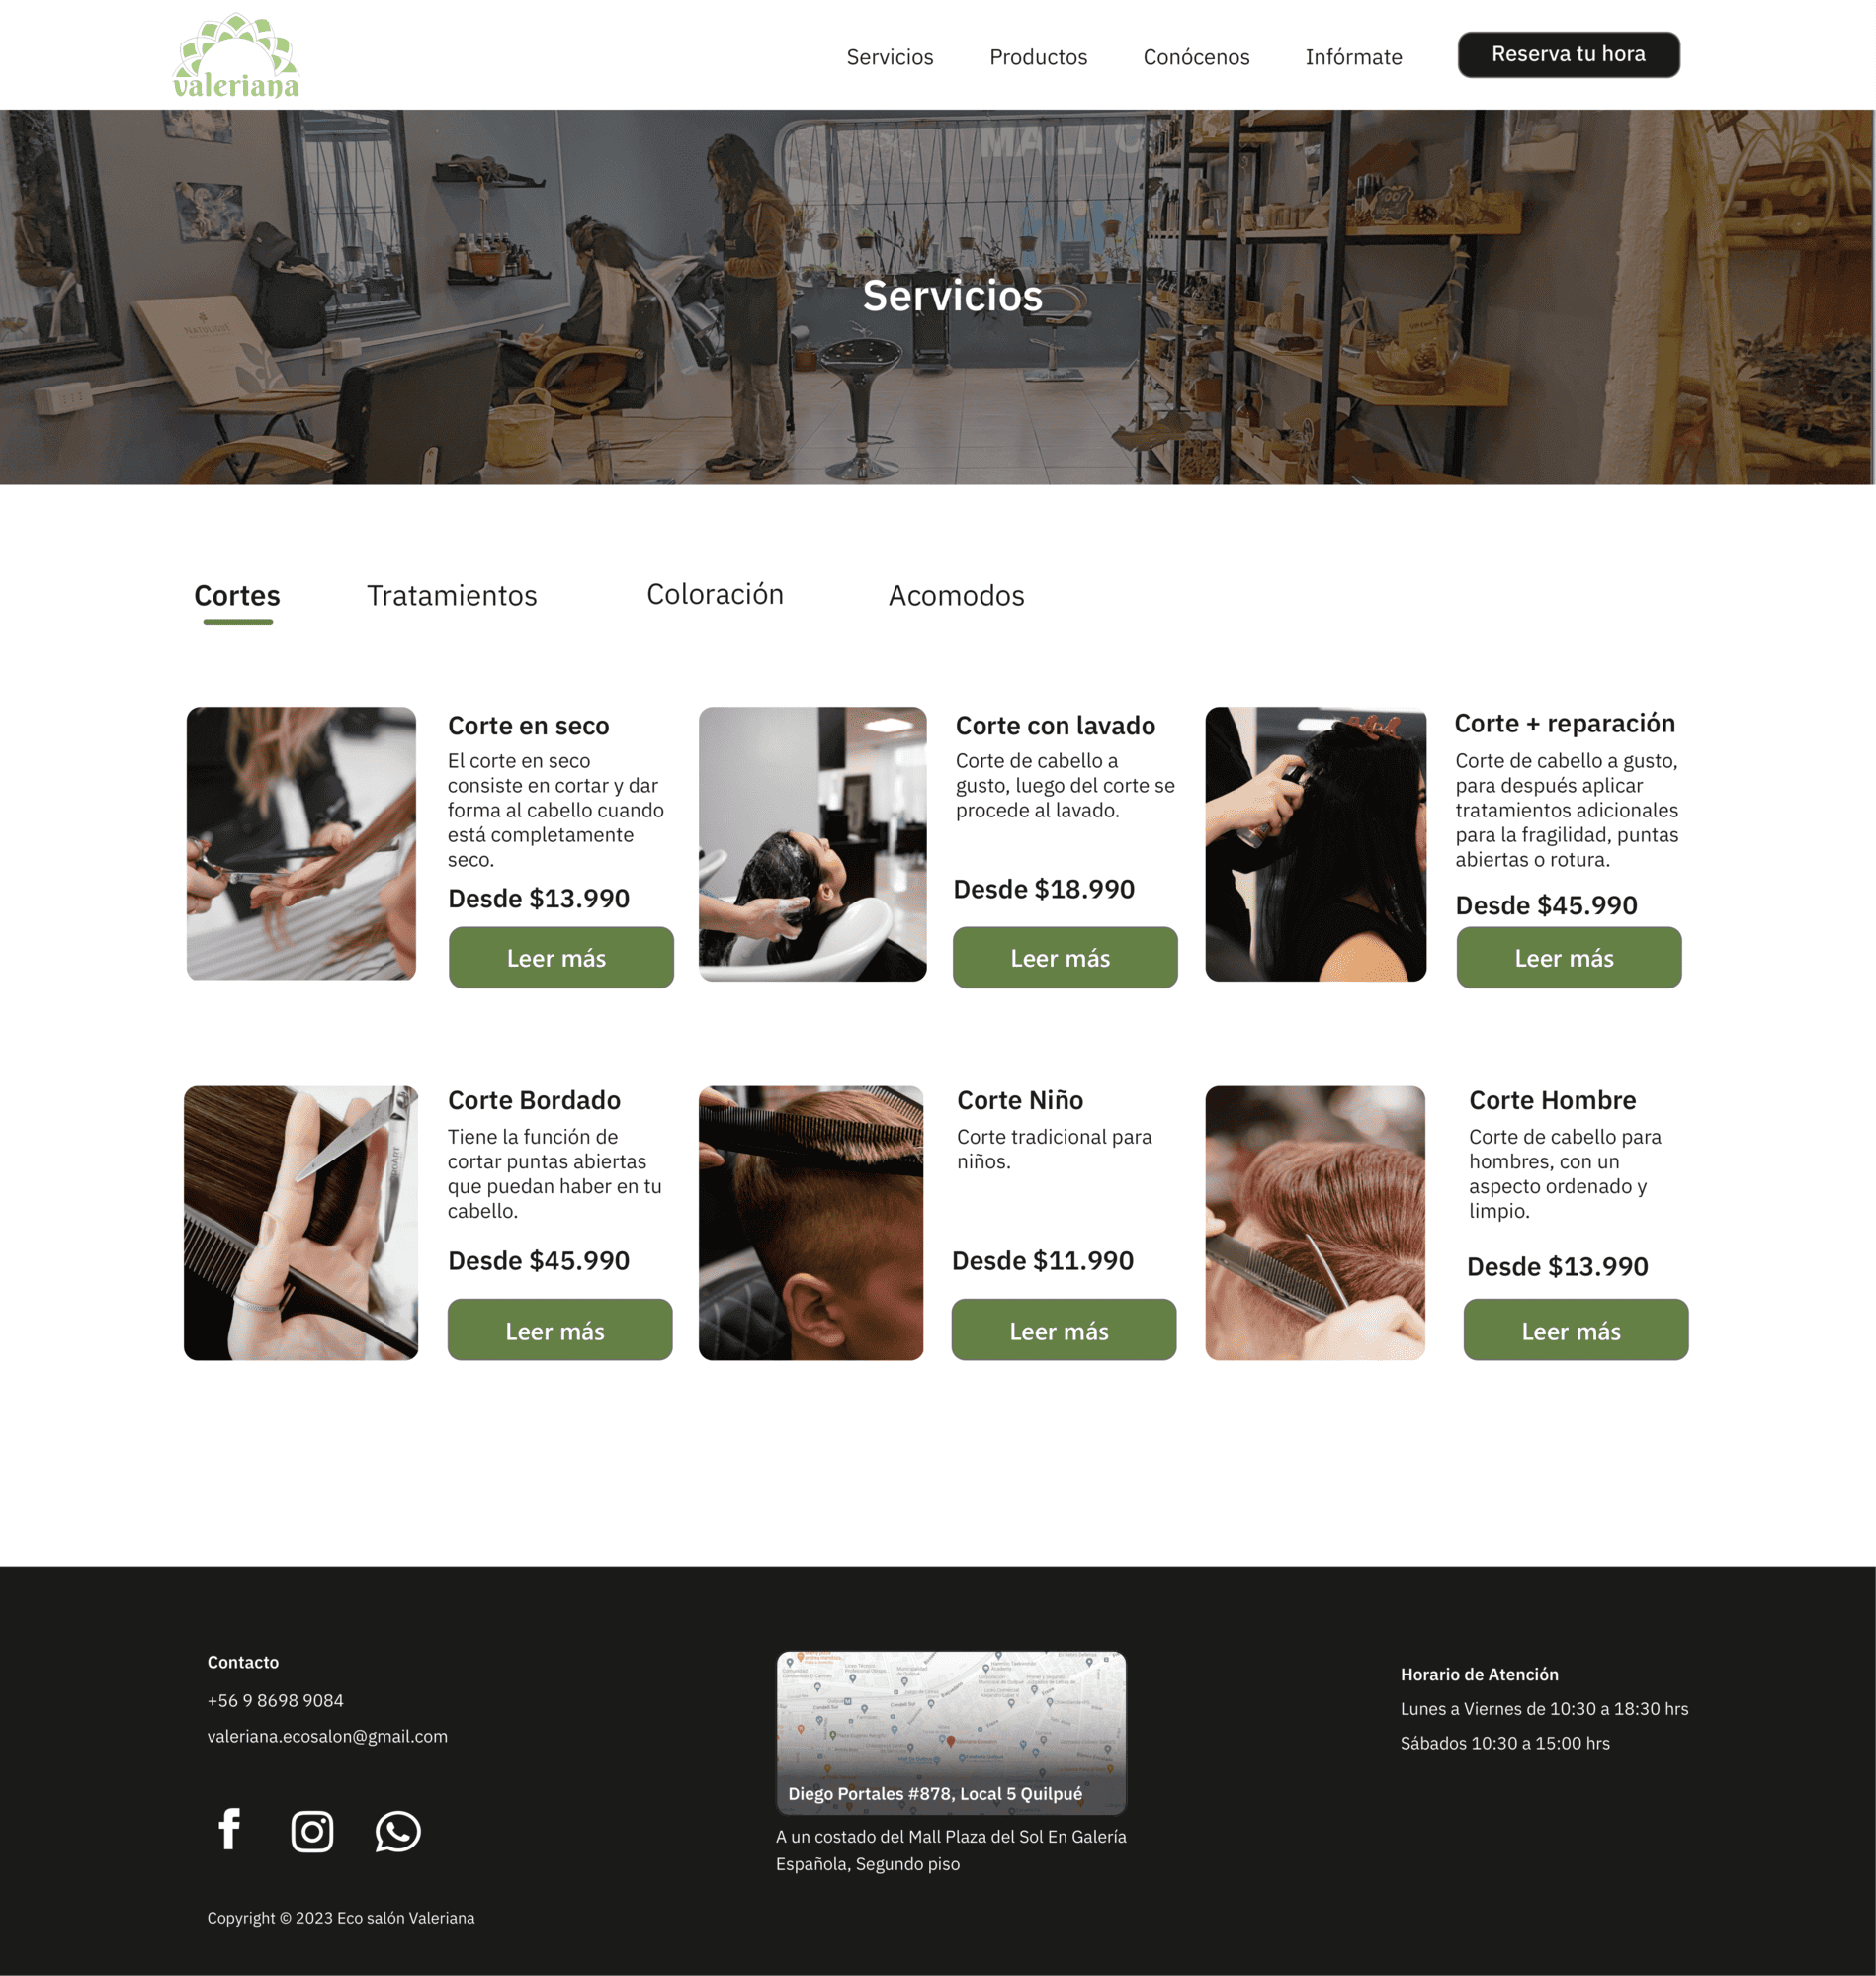 valeriana
Servicios
Productos
Conócenos
Infórmate
Reserva tu hora
MALL
Servicios
Cortes
Tratamientos
Coloración
Acomodos
Corte en seco
El corte en seco
consiste en cortar y dar
forma al cabello cuando
está completamente
seco.
Desde $13.990
Leer más
Corte con lavado
Corte de cabello a
gusto, luego del corte se
procede al lavado.
Desde $18.990
Leer más
Corte + reparación
Corte de cabello a gusto,
para después aplicar
tratamientos adicionales
para la fragilidad, puntas
abiertas o rotura.
Desde $45.990
Leer más
Corte Bordado
Tiene la función de
cortar puntas abiertas
que puedan haber en tu
cabello.
Desde $45.990
Leer más
Corte Niño
Corte tradicional para
niños.
Desde $11.990
Leer más
Corte Hombre
Corte de cabello para
hombres, con un
aspecto ordenado y
limpio.
Desde $13.990
Leer más
Contacto
+56 9 8698 9084
valeriana.ecosalon@gmail.com
Copyright © 2023 Eco salón Valeriana
Diego Portales #878, Local 5 Quilpué
A un costado del Mall Plaza del Sol En Galería
Española, Segundo piso
Horario de Atención
Lunes a Viernes de 10:30 a 18:30 hrs
Sábados 10:30 a 15:00 hrs